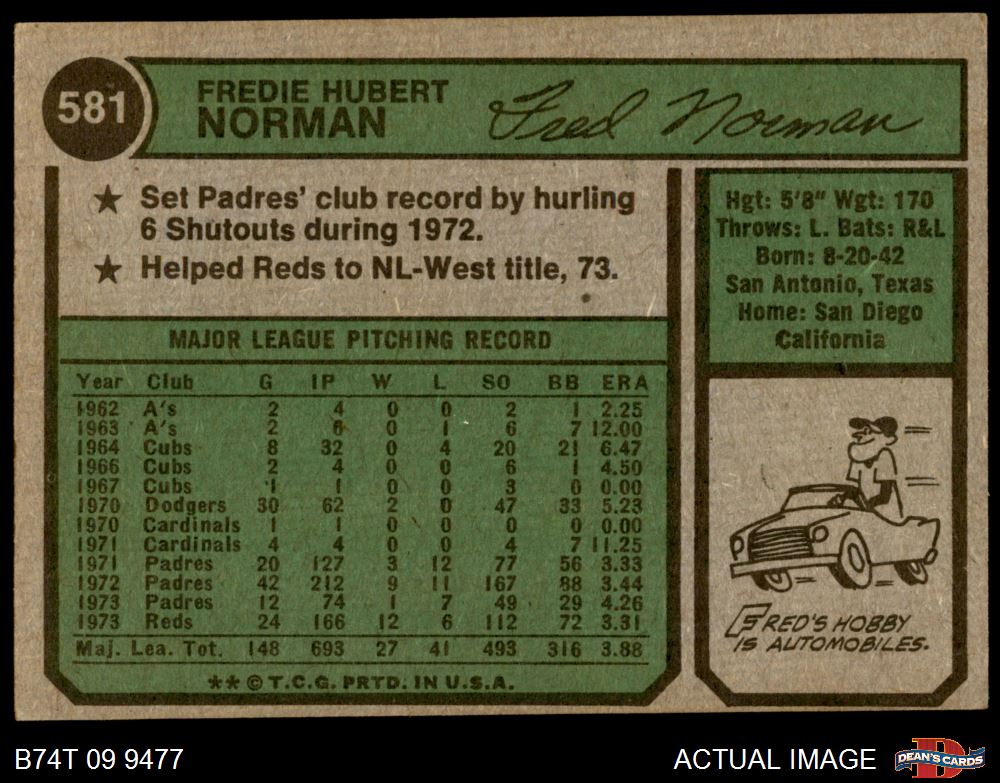 581
FREDIE HUBERT
NORMAN
Fred Norman
★ Set Padres' club record by hurling
6 Shutouts during 1972.
★ Helped Reds to NL-West title, 73.
Hgt: 5'8" Wgt: 170
Throws: L. Bats: R&L
Born: 8-20-42
San Antonio, Texas
Home: San Diego
California
MAJOR LEAGUE PITCHING RECORD
Year Club G IP W L SO BB ERA
1962 A's 2 4 0 0 2 1 2.25
1963 A's 2 6 0 1 6 7 12.00
1964 Cubs 8 32 0 4 20 21 6.47
1966 Cubs 2 4 0 0 6 1 4.50
1967 Cubs 1 1 0 0 3 0 0.00
1970 Dodgers 30 62 2 0 47 33 5.23
1970 Cardinals 1 1 0 0 0 0 0.00
1971 Cardinals 4 4 0 0 4 7 11.25
1971 Padres 20 127 3 12 77 56 3.33
1972 Padres 42 212 9 11 167 88 3.44
1973 Padres 12 74 1 7 49 29 4.26
1973 Reds 24 166 12 6 112 72 3.31
Maj. Lea. Tot. 148 693 27 41 493 316 3.88
** © T.C.G. PRTD. IN U.S.A.
FRED'S HOBBY
IS AUTOMOBILES.
B74T 09 9477
ACTUAL IMAGE
D
DEAN'S CARDS